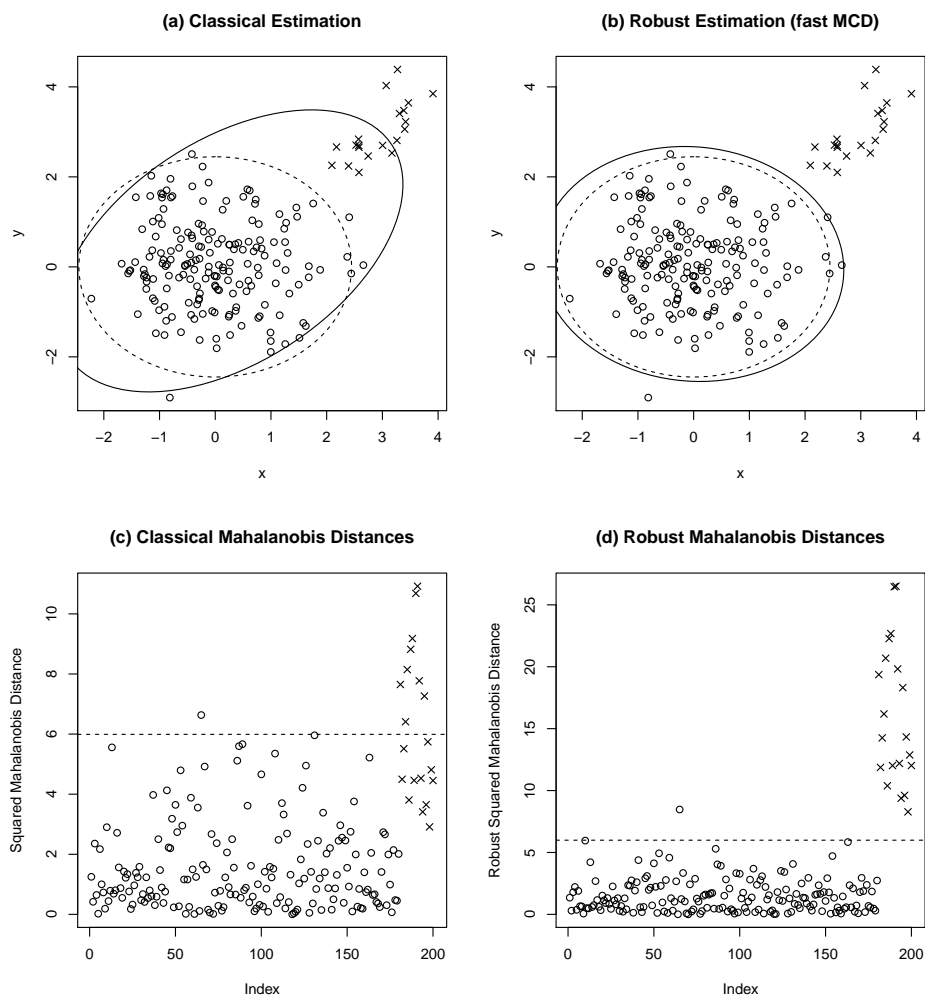 (a) Classical Estimation
4
2
0
−2
y
−2 −1 0 1 2 3 4
x
(b) Robust Estimation (fast MCD)
4
2
0
−2
y
−2 −1 0 1 2 3 4
x
(c) Classical Mahalanobis Distances
10
8
6
4
2
0
Squared Mahalanobis Distance
0 50 100 150 200
Index
(d) Robust Mahalanobis Distances
25
20
15
10
5
0
Robust Squared Mahalanobis Distance
0 50 100 150 200
Index